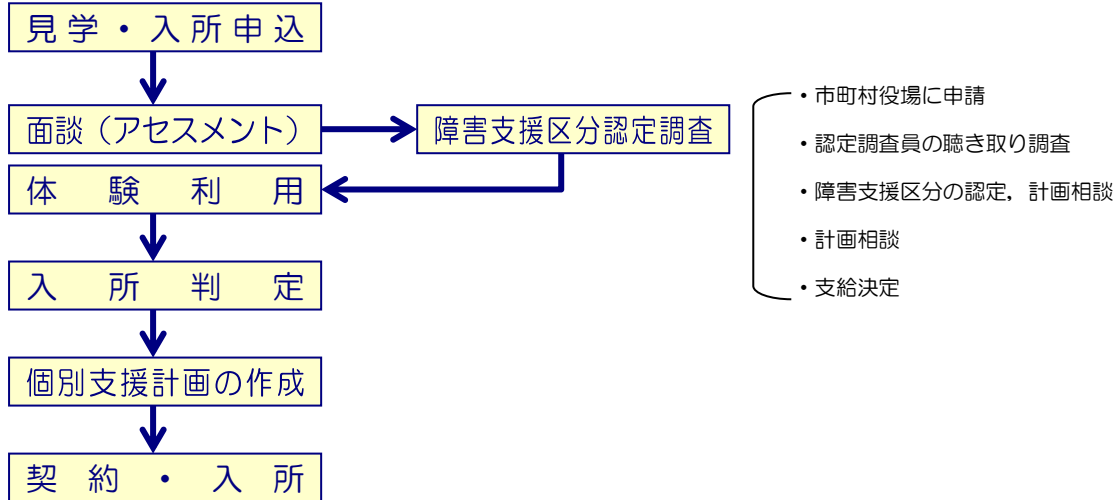 見学・入所申込
面談（アセスメント）
障害支援区分認定調査
体験利用
入所判定
個別支援計画の作成
契約・入所
・市町村役場に申請
・認定調査員の聴き取り調査
・障害支援区分の認定，計画相談
・計画相談
・支給決定